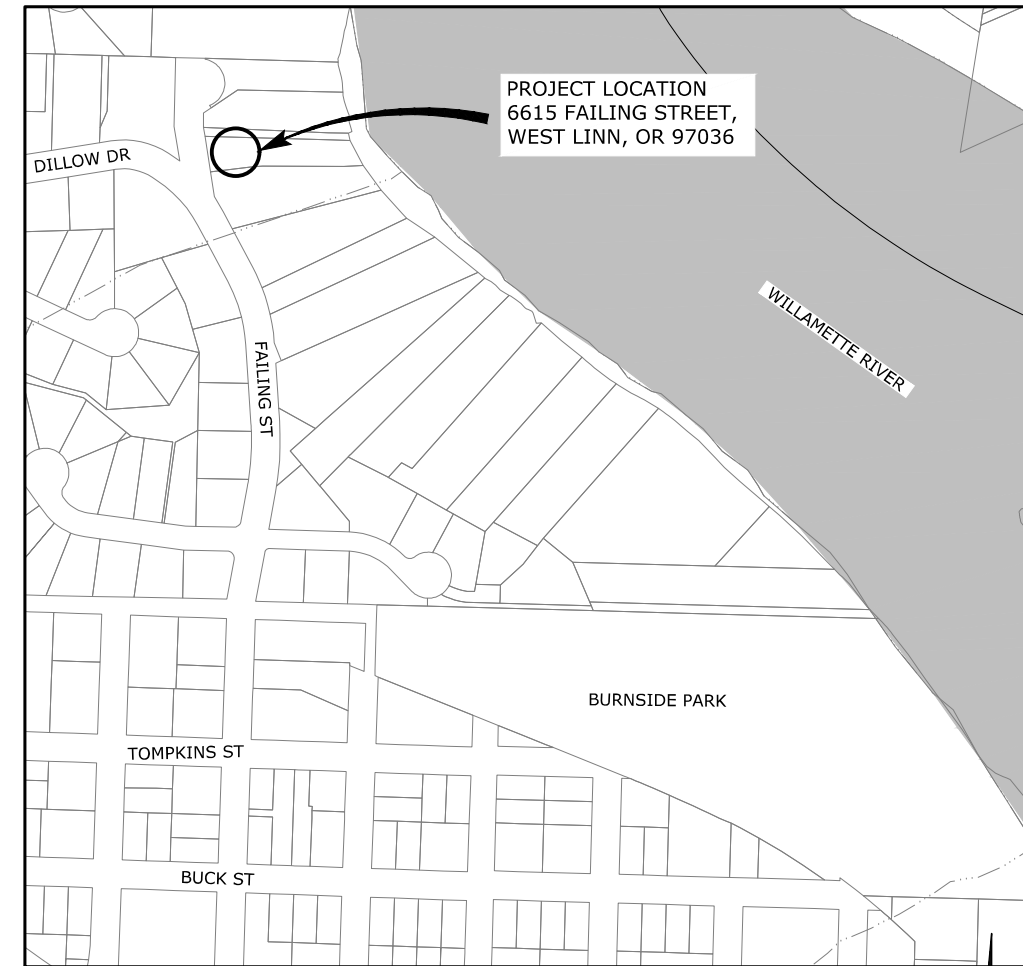 PROJECT LOCATION
6615 FAILING STREET,
WEST LINN, OR 97036
DILLOW DR
WILLAMETTE RIVER
FAILING ST
BURNSIDE PARK
TOMPKINS ST
BUCK ST